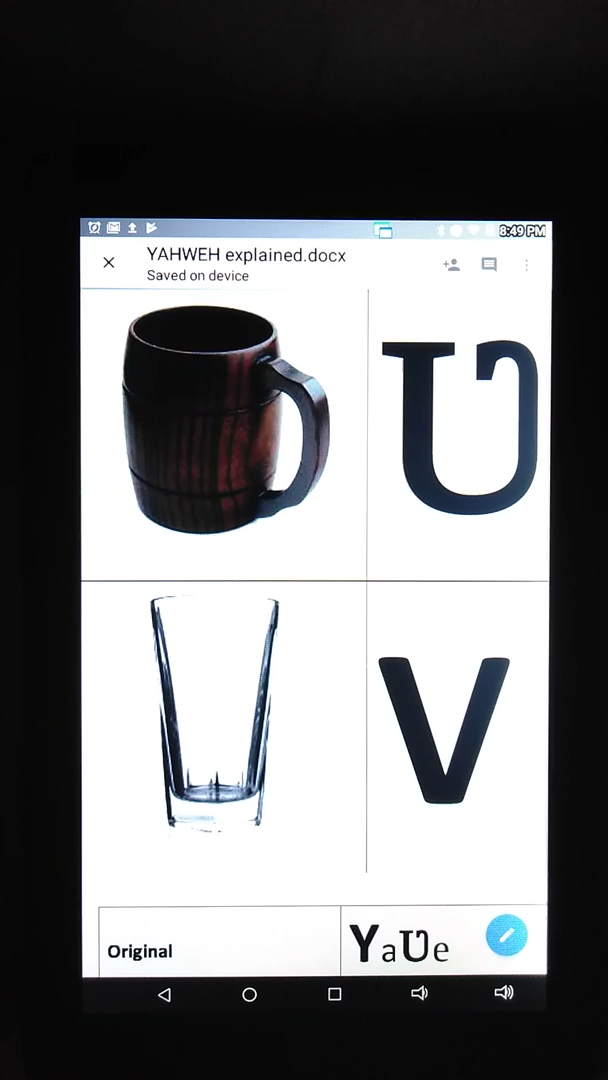 8:49 PM
YAHWEH explained.docx
Saved on device
Ʊ
V
Original
YaƱe